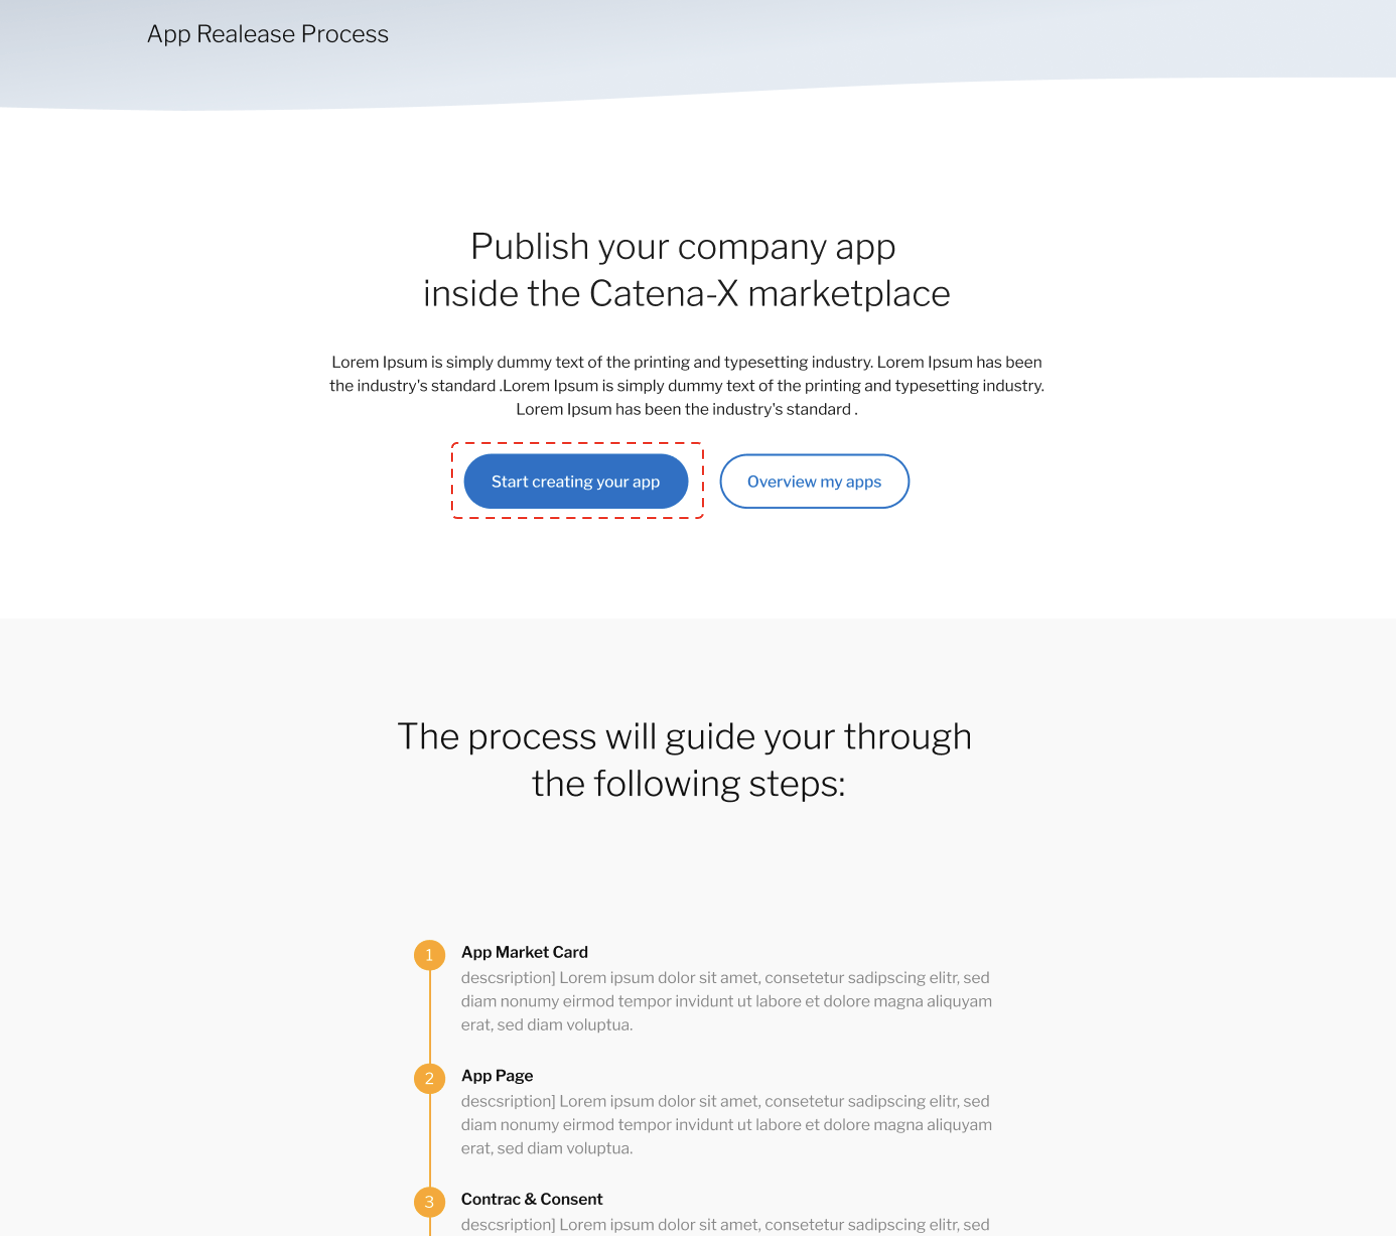 App Realease Process
Publish your company app
inside the Catena-X marketplace
Lorem Ipsum is simply dummy text of the printing and typesetting industry. Lorem Ipsum has been
the industry's standard .Lorem Ipsum is simply dummy text of the printing and typesetting industry.
Lorem Ipsum has been the industry's standard .
Start creating your app
Overview my apps
The process will guide your through
the following steps:
1
App Market Card
descsription] Lorem ipsum dolor sit amet, consetetur sadipscing elitr, sed
diam nonumy eirmod tempor invidunt ut labore et dolore magna aliquyam
erat, sed diam voluptua.
2
App Page
descsription] Lorem ipsum dolor sit amet, consetetur sadipscing elitr, sed
diam nonumy eirmod tempor invidunt ut labore et dolore magna aliquyam
erat, sed diam voluptua.
3
Contrac & Consent
descsription] Lorem ipsum dolor sit amet, consetetur sadipscing elitr, sed